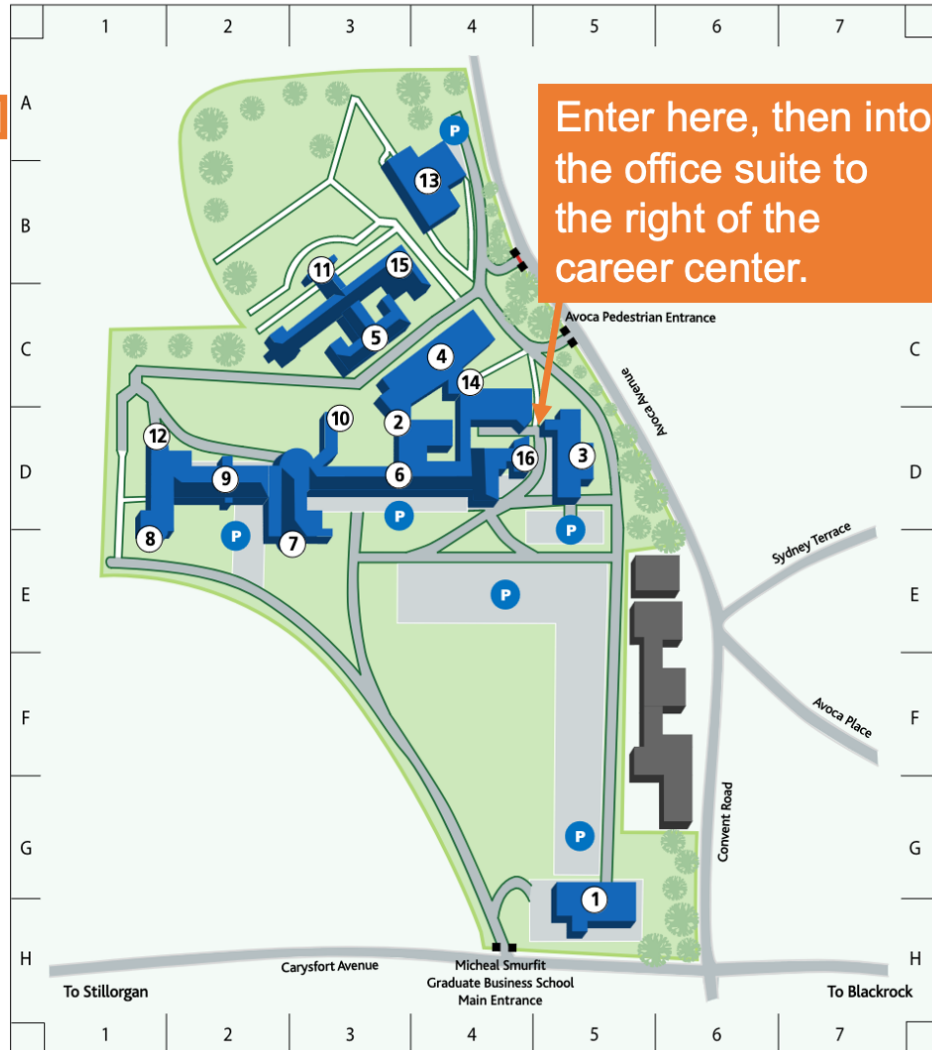 1 2 3 4 5 6 7
A
Enter here, then into
the office suite to
the right of the
career center.
P
13
B
11
15
Avoca Pedestrian Entrance
C
5
4
C
14
Avoca Avenue
10
2
12
16
3
D
9
6
D
P
P
P
8
7
Sydney Terrace
E
P
E
F
Avoca Place
F
Convent Road
G
P
G
1
H
Carysfort Avenue
Micheal Smurfit
Graduate Business School
Main Entrance
H
To Stillorgan
To Blackrock
1 2 3 4 5 6 7